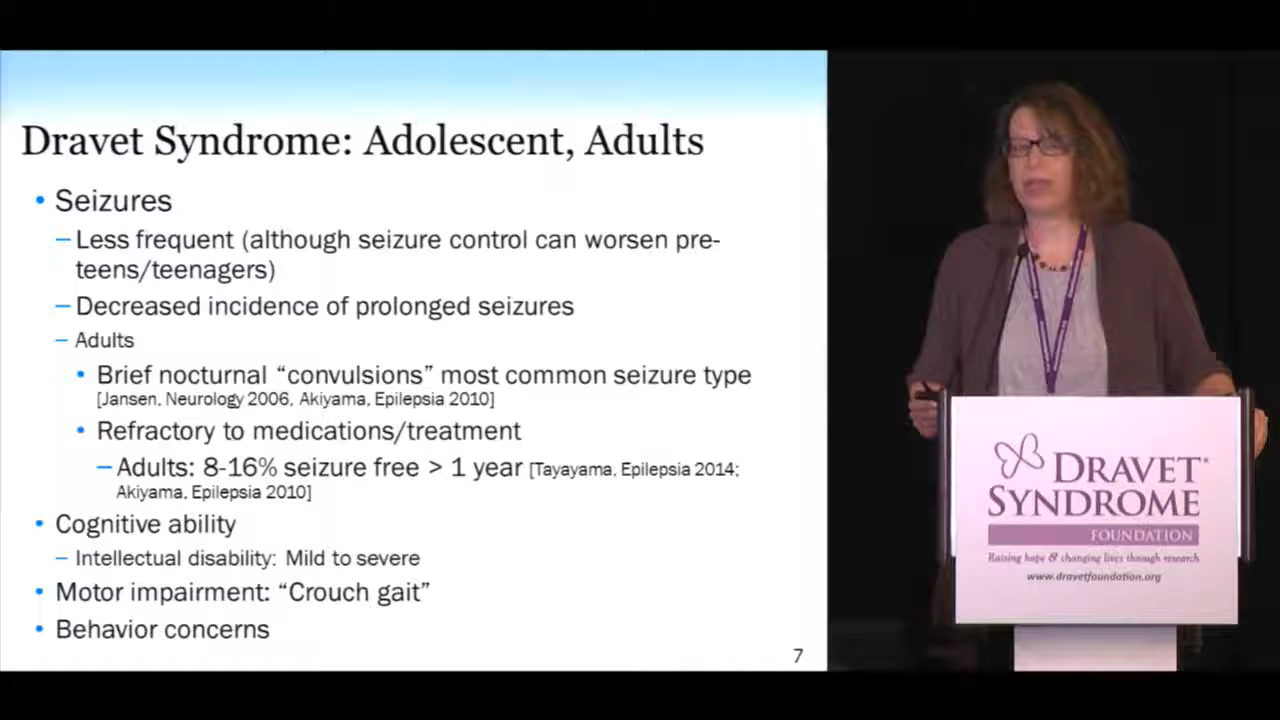 Dravet Syndrome: Adolescent, Adults
• Seizures
– Less frequent (although seizure control can worsen pre-
teens/teenagers)
– Decreased incidence of prolonged seizures
– Adults
• Brief nocturnal “convulsions” most common seizure type
[Jansen, Neurology 2006, Akiyama, Epilepsia 2010]
• Refractory to medications/treatment
– Adults: 8-16% seizure free > 1 year [Tayayama, Epilepsia 2014;
Akiyama, Epilepsia 2010]
• Cognitive ability
– Intellectual disability: Mild to severe
• Motor impairment: “Crouch gait”
• Behavior concerns
7
DRAVET
SYNDROME
FOUNDATION
Raising hope & changing lives through research
www.dravetfoundation.org